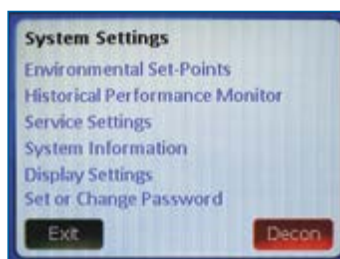 System Settings
Environmental Set-Points
Historical Performance Monitor
Service Settings
System Information
Display Settings
Set or Change Password
Exit Decon